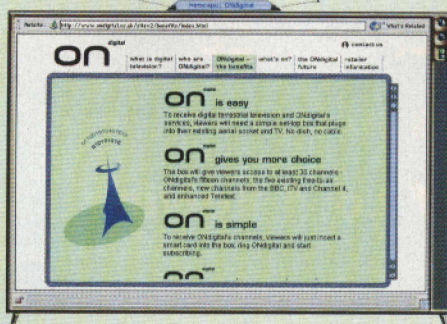 Netscape: ONdigital
http://www.ondigital.co.uk/sitev2/benefits/index.html
What's Related
ON digital
contact us
what is digital television?
who are ONdigital?
ONdigital – the benefits
what's on?
the ONdigital future
retailer information
ON digital is easy
To receive digital terrestrial television and ONdigital's
services, viewers will need a simple set-top box that plugs
into their existing aerial socket and TV. No dish, no cable.
ON digital gives you more choice
The box will give viewers access to at least 30 channels:
ONdigital's fifteen channels, the five existing free-to-air
channels, new channels from the BBC, ITV and Channel 4,
and enhanced Teletext.
ON digital is simple
To receive ONdigital's channels, viewers will just insert a
smart card into the box, ring ONdigital and start
subscribing.
ON